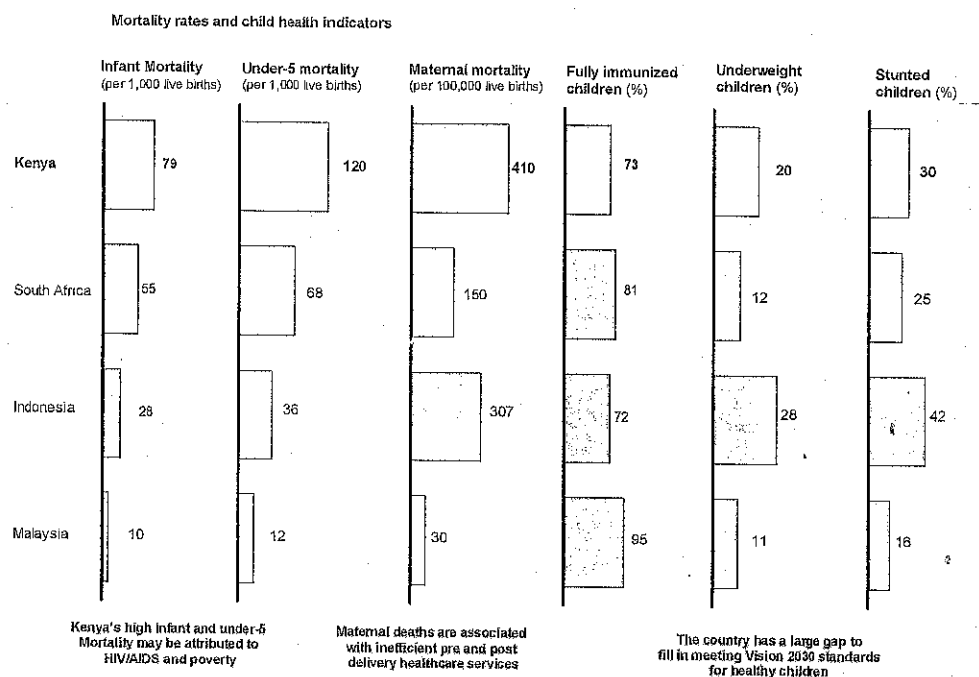 Mortality rates and child health indicators
Infant Mortality
(per 1,000 live births)
Under-5 mortality
(per 1,000 live births)
Maternal mortality
(per 100,000 live births)
Fully immunized
children (%)
Underweight
children (%)
Stunted
children (%)
Kenya 79 120 410 73 20 30
South Africa 55 68 150 81 12 25
Indonesia 28 36 307 72 28 42
Malaysia 10 12 30 95 11 16
Kenya's high infant and under-5
Mortality may be attributed to
HIV/AIDS and poverty
Maternal deaths are associated
with inefficient pre and post
delivery healthcare services
The country has a large gap to
fill in meeting Vision 2030 standards
for healthy children